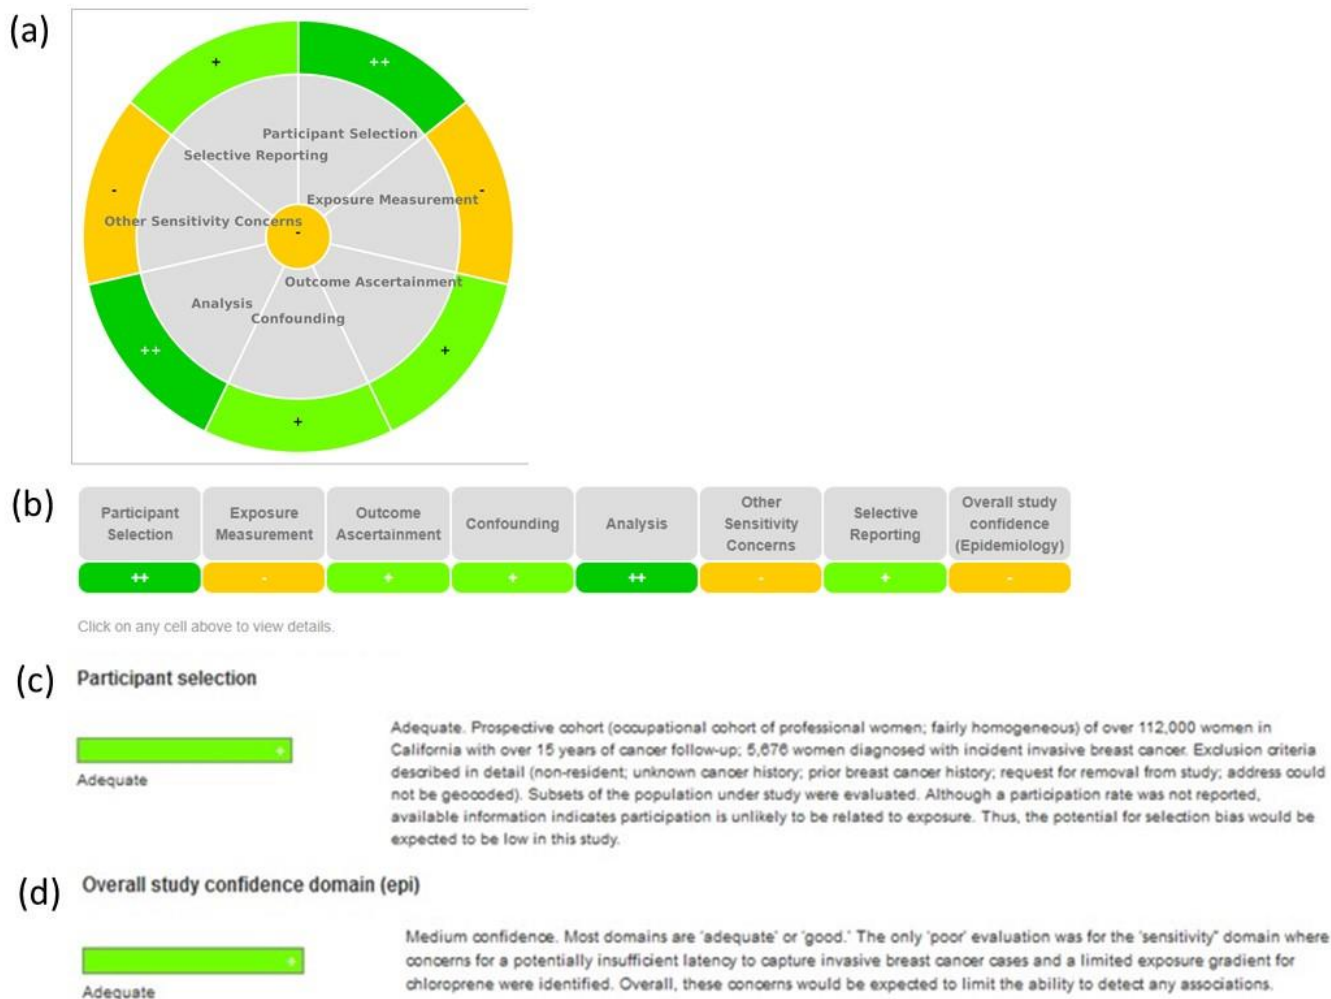 (a)
+
++
Participant Selection
Selective Reporting
-
-
Exposure Measurement
Other Sensitivity Concerns
-
Outcome Ascertainment
Analysis
Confounding
++
+
+
(b)
Participant Selection
Exposure Measurement
Outcome Ascertainment
Confounding
Analysis
Other Sensitivity Concerns
Selective Reporting
Overall study confidence (Epidemiology)
++
-
+
+
++
-
+
-
Click on any cell above to view details.
(c)
Participant selection
+
Adequate
Adequate. Prospective cohort (occupational cohort of professional women; fairly homogeneous) of over 112,000 women in
California with over 15 years of cancer follow-up; 5,676 women diagnosed with incident invasive breast cancer. Exclusion criteria
described in detail (non-resident; unknown cancer history; prior breast cancer history; request for removal from study; address could
not be geocoded). Subsets of the population under study were evaluated. Although a participation rate was not reported,
available information indicates participation is unlikely to be related to exposure. Thus, the potential for selection bias would be
expected to be low in this study.
(d)
Overall study confidence domain (epi)
+
Adequate
Medium confidence. Most domains are 'adequate' or 'good.' The only 'poor' evaluation was for the 'sensitivity" domain where
concerns for a potentially insufficient latency to capture invasive breast cancer cases and a limited exposure gradient for
chloroprene were identified. Overall, these concerns would be expected to limit the ability to detect any associations.